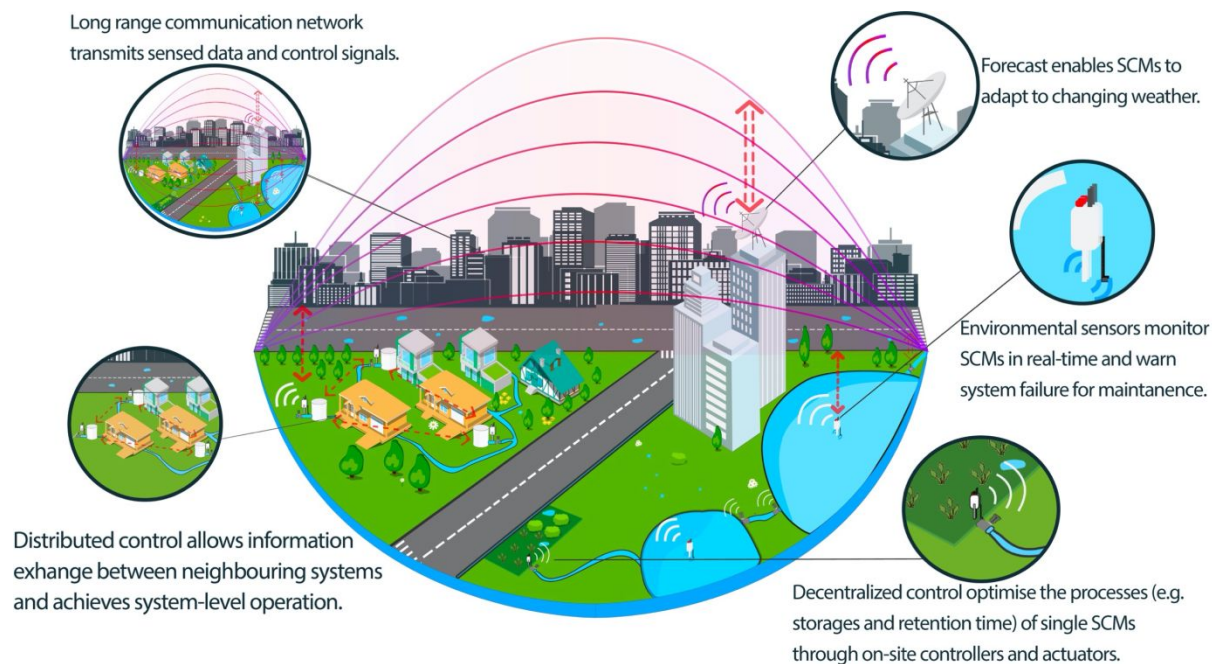 Long range communication network
transmits sensed data and control signals.
Forecast enables SCMs to
adapt to changing weather.
Environmental sensors monitor
SCMs in real-time and warn
system failure for maintanence.
Distributed control allows information
exhange between neighbouring systems
and achieves system-level operation.
Decentralized control optimise the processes (e.g.
storages and retention time) of single SCMs
through on-site controllers and actuators.